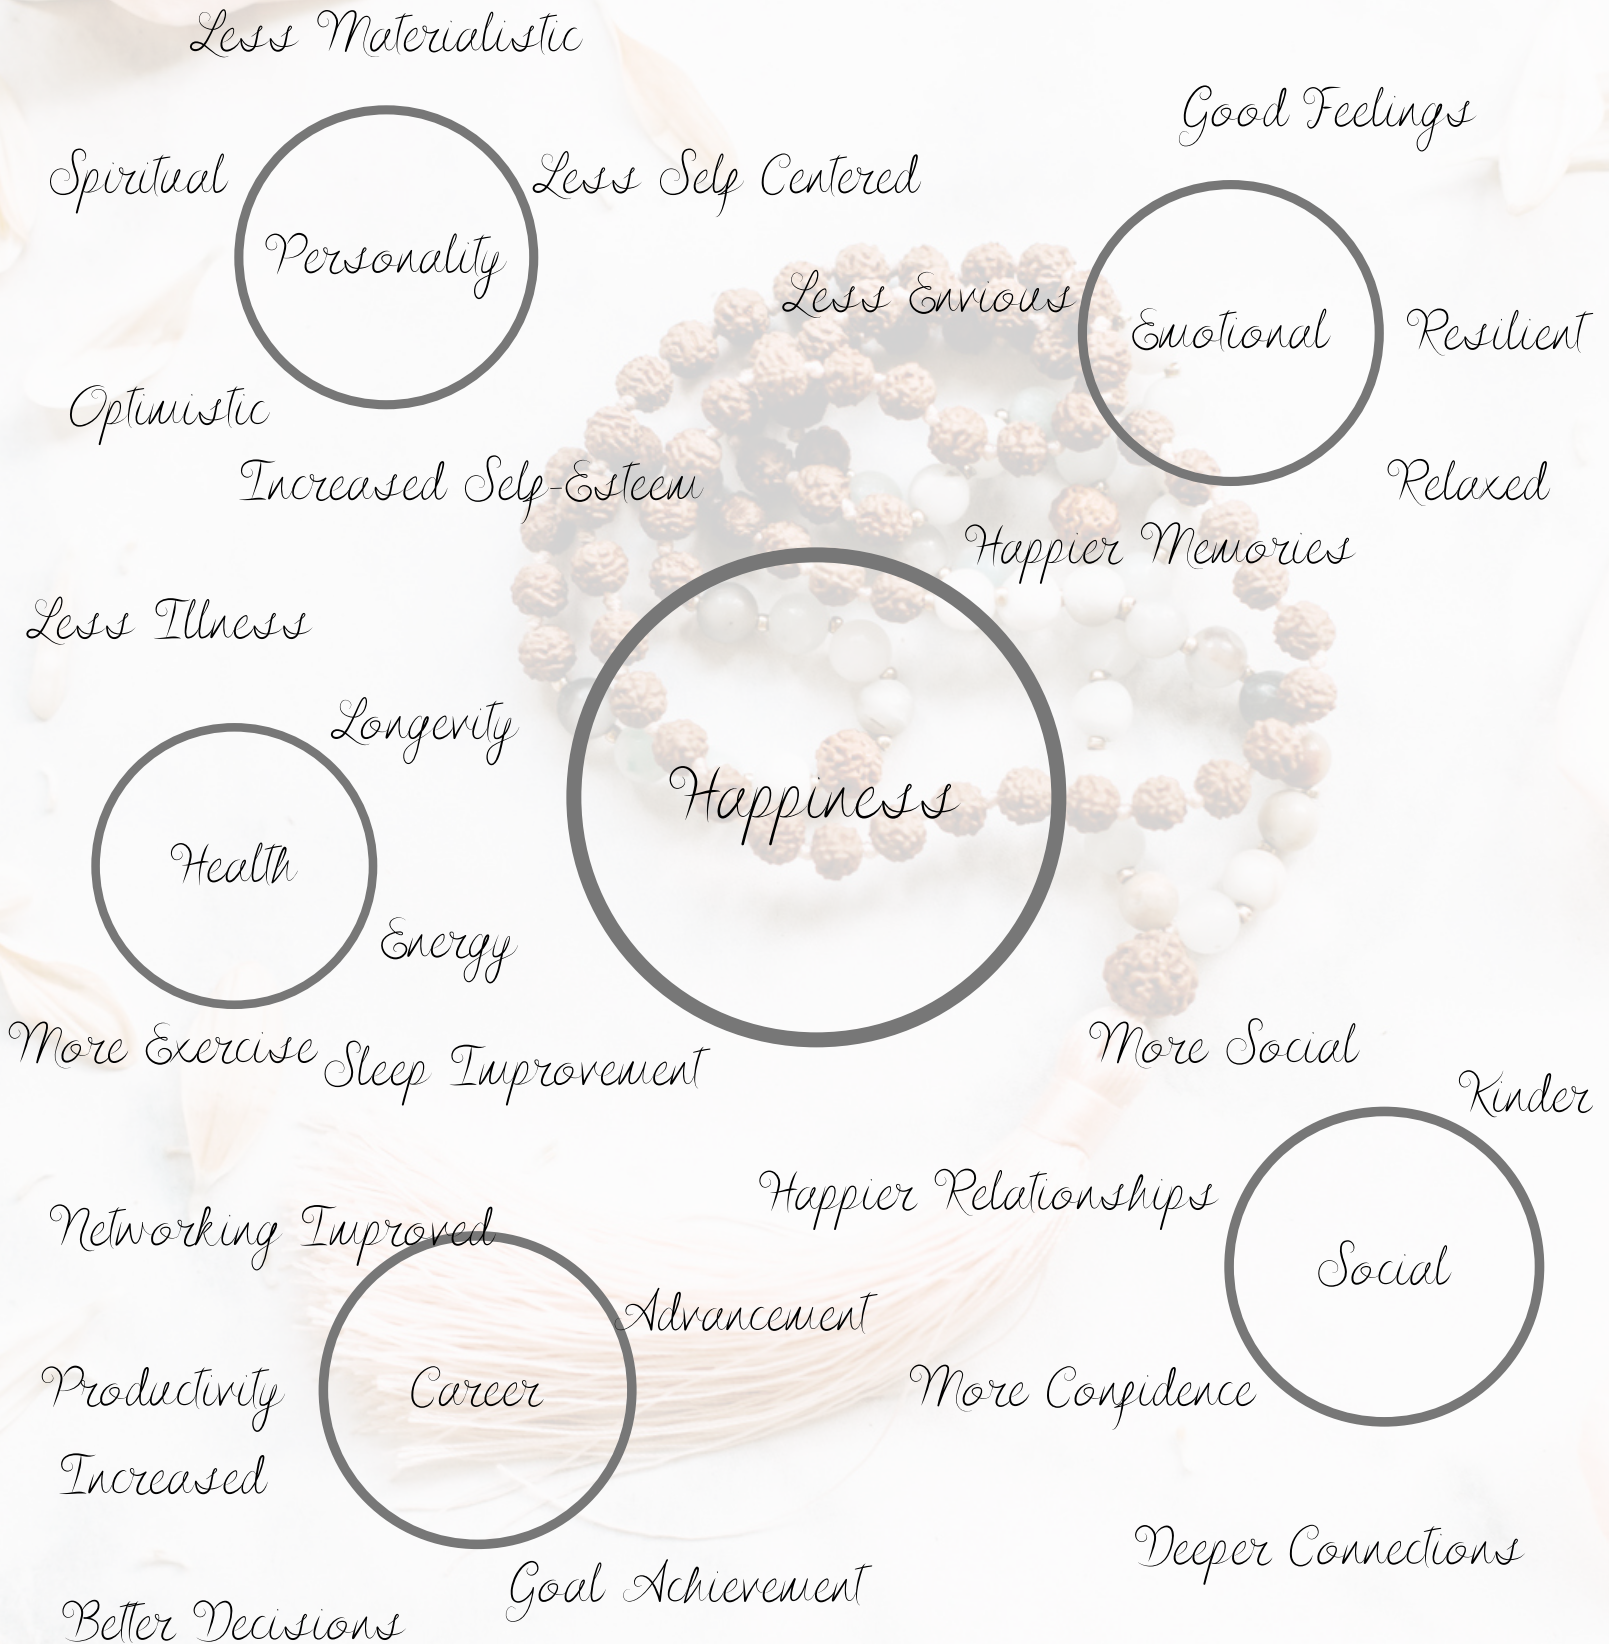 Less Materialistic
Spiritual
Less Self Centered
Personality
Optimistic
Increased Self-Esteem
Good Feelings
Less Envious
Emotional
Resilient
Relaxed
Happier Memories
Less Illness
Longevity
Health
Energy
More Exercise
Sleep Improvement
Happiness
More Social
Kinder
Happier Relationships
Social
More Confidence
Deeper Connections
Networking Improved
Advancement
Productivity
Increased
Career
Goal Achievement
Better Decisions